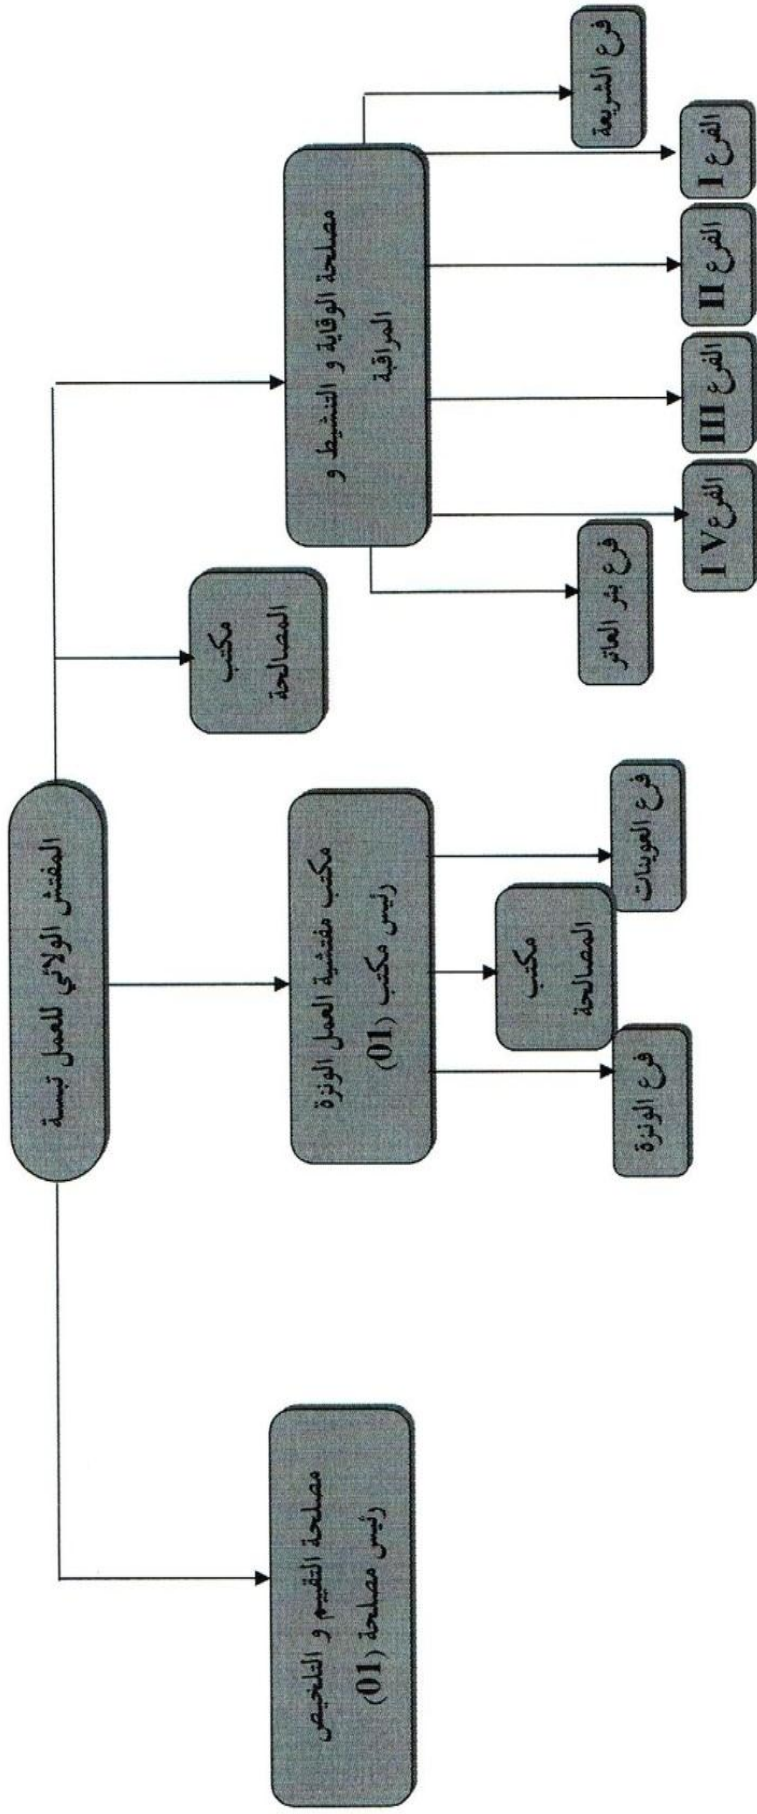 المفتش الولائي للعمل تبسة
مكتب
المصالحة
مصلحة الوقاية و التنشيط و
المراقبة
مكتب مفتشية العمل الونزة
رئيس مكتب (01)
مصلحة التقييم و التلخيص
رئيس مصلحة (01)
فرع الشريعة
الفرع I
الفرع II
الفرع III
الفرع IV
فرع بئر العاتر
فرع العوينات
مكتب
المصالحة
فرع الونزة